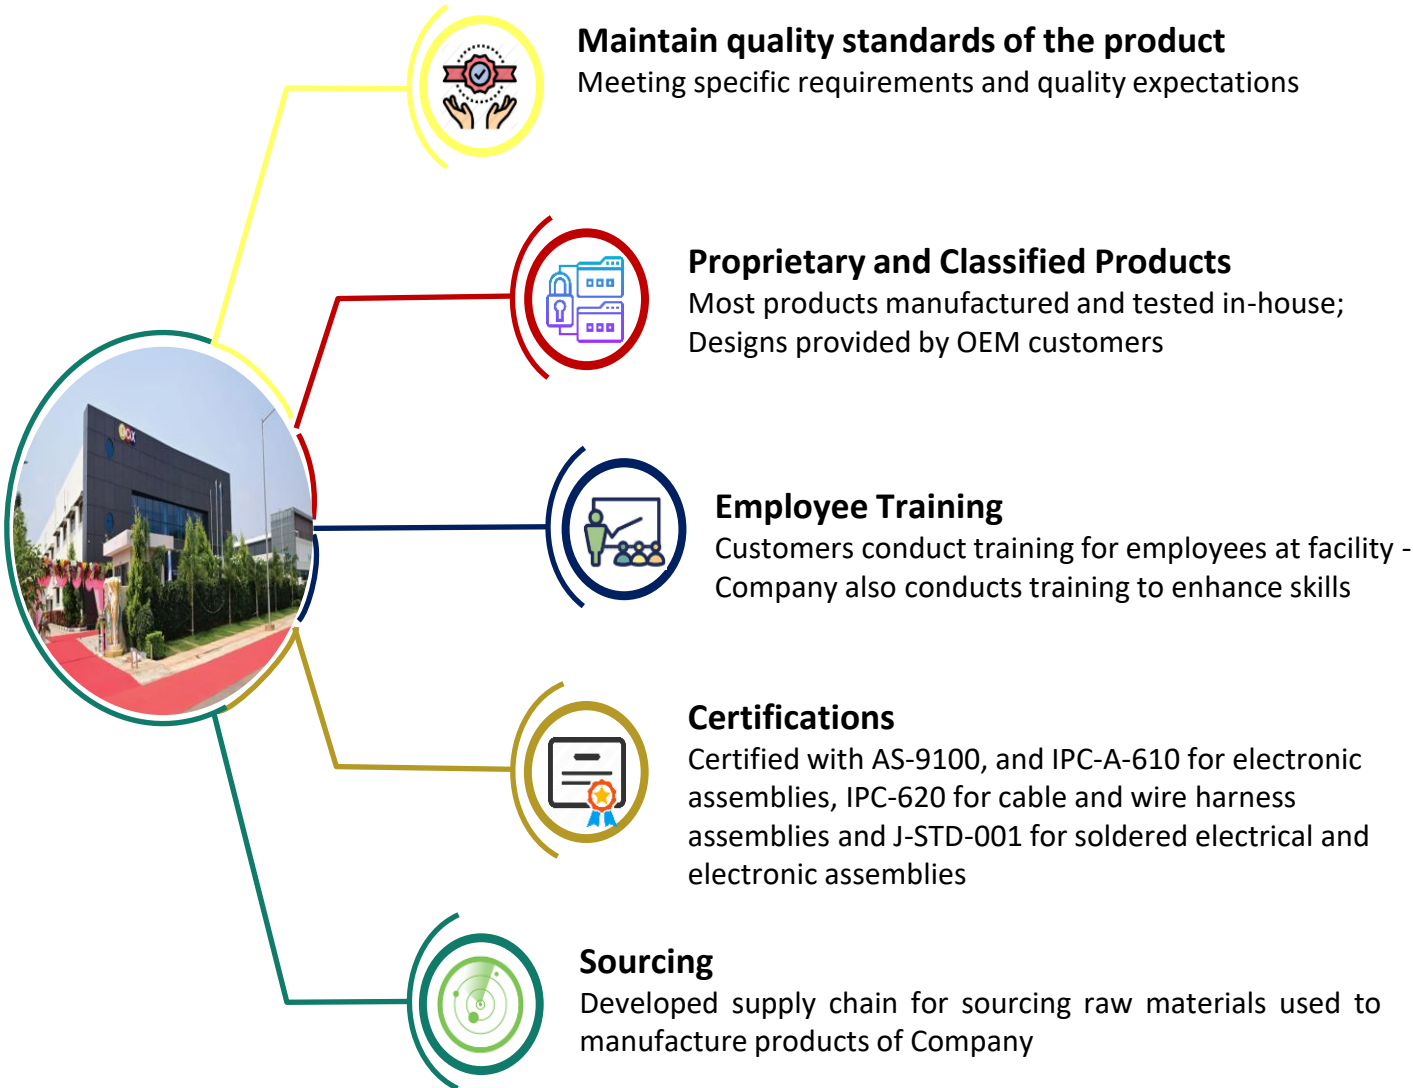 Maintain quality standards of the product
Meeting specific requirements and quality expectations
Proprietary and Classified Products
Most products manufactured and tested in-house;
Designs provided by OEM customers
Employee Training
Customers conduct training for employees at facility -
Company also conducts training to enhance skills
Certifications
Certified with AS-9100, and IPC-A-610 for electronic
assemblies, IPC-620 for cable and wire harness
assemblies and J-STD-001 for soldered electrical and
electronic assemblies
Sourcing
Developed supply chain for sourcing raw materials used to
manufacture products of Company